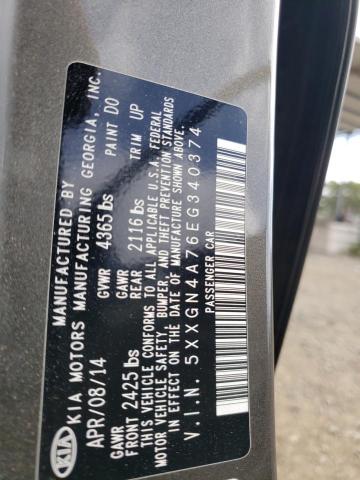 KIA
MANUFACTURED BY
KIA MOTORS MANUFACTURING GEORGIA, INC.
APR/08/14 GVWR 4365 lbs PAINT DO
GAWR GAWR
FRONT 2425 lbs REAR 2116 lbs TRIM UP
THIS VEHICLE CONFORMS TO ALL APPLICABLE U.S.A. FEDERAL
MOTOR VEHICLE SAFETY, BUMPER, AND THEFT PREVENTION STANDARDS
IN EFFECT ON THE DATE OF MANUFACTURE SHOWN ABOVE.
V.I.N. 5XXGN4A76EG340374
PASSENGER CAR